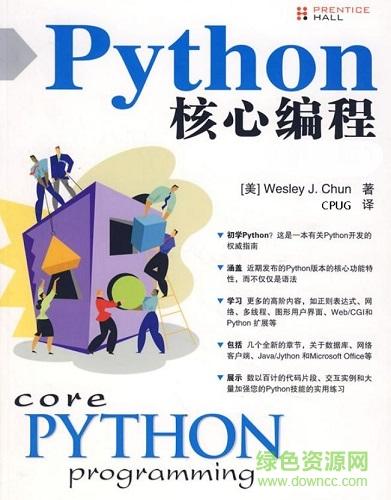 PRENTICE
HALL
Python
核心编程
[美] Wesley J. Chun 著
CPUG 译
初学Python? 这是一本有关Python开发的
权威指南
涵盖 近期发布的Python版本的核心功能特
性，而不仅仅是语法
学习 更多的高阶内容，如正则表达式、网
络、多线程、图形用户界面、Web/CGI和
Python 扩展等
包括 几个全新的章节，关于数据库、网络
客户端、Java/Jython 和Microsoft Office等
展示 数以百计的代码片段、交互实例和大
量加强您的Python技能的实用练习
core
PYTHON
programming
绿色资源网
www.downcc.com